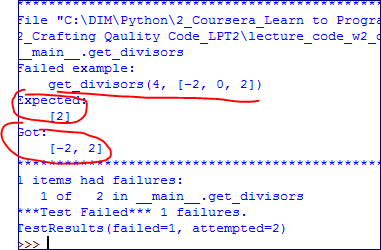 **********************************************************
File "C:\DIM\Python\2_Coursera_Learn to Progra
2_Crafting Qaulity Code_LPT2\lecture_code_w2_c
__main__.get_divisors
Failed example:
    get_divisors(4, [-2, 0, 2])
Expected:
    [2]
Got:
    [-2, 2]
**********************************************************
1 items had failures:
   1 of   2 in __main__.get_divisors
***Test Failed*** 1 failures.
TestResults(failed=1, attempted=2)
>>>